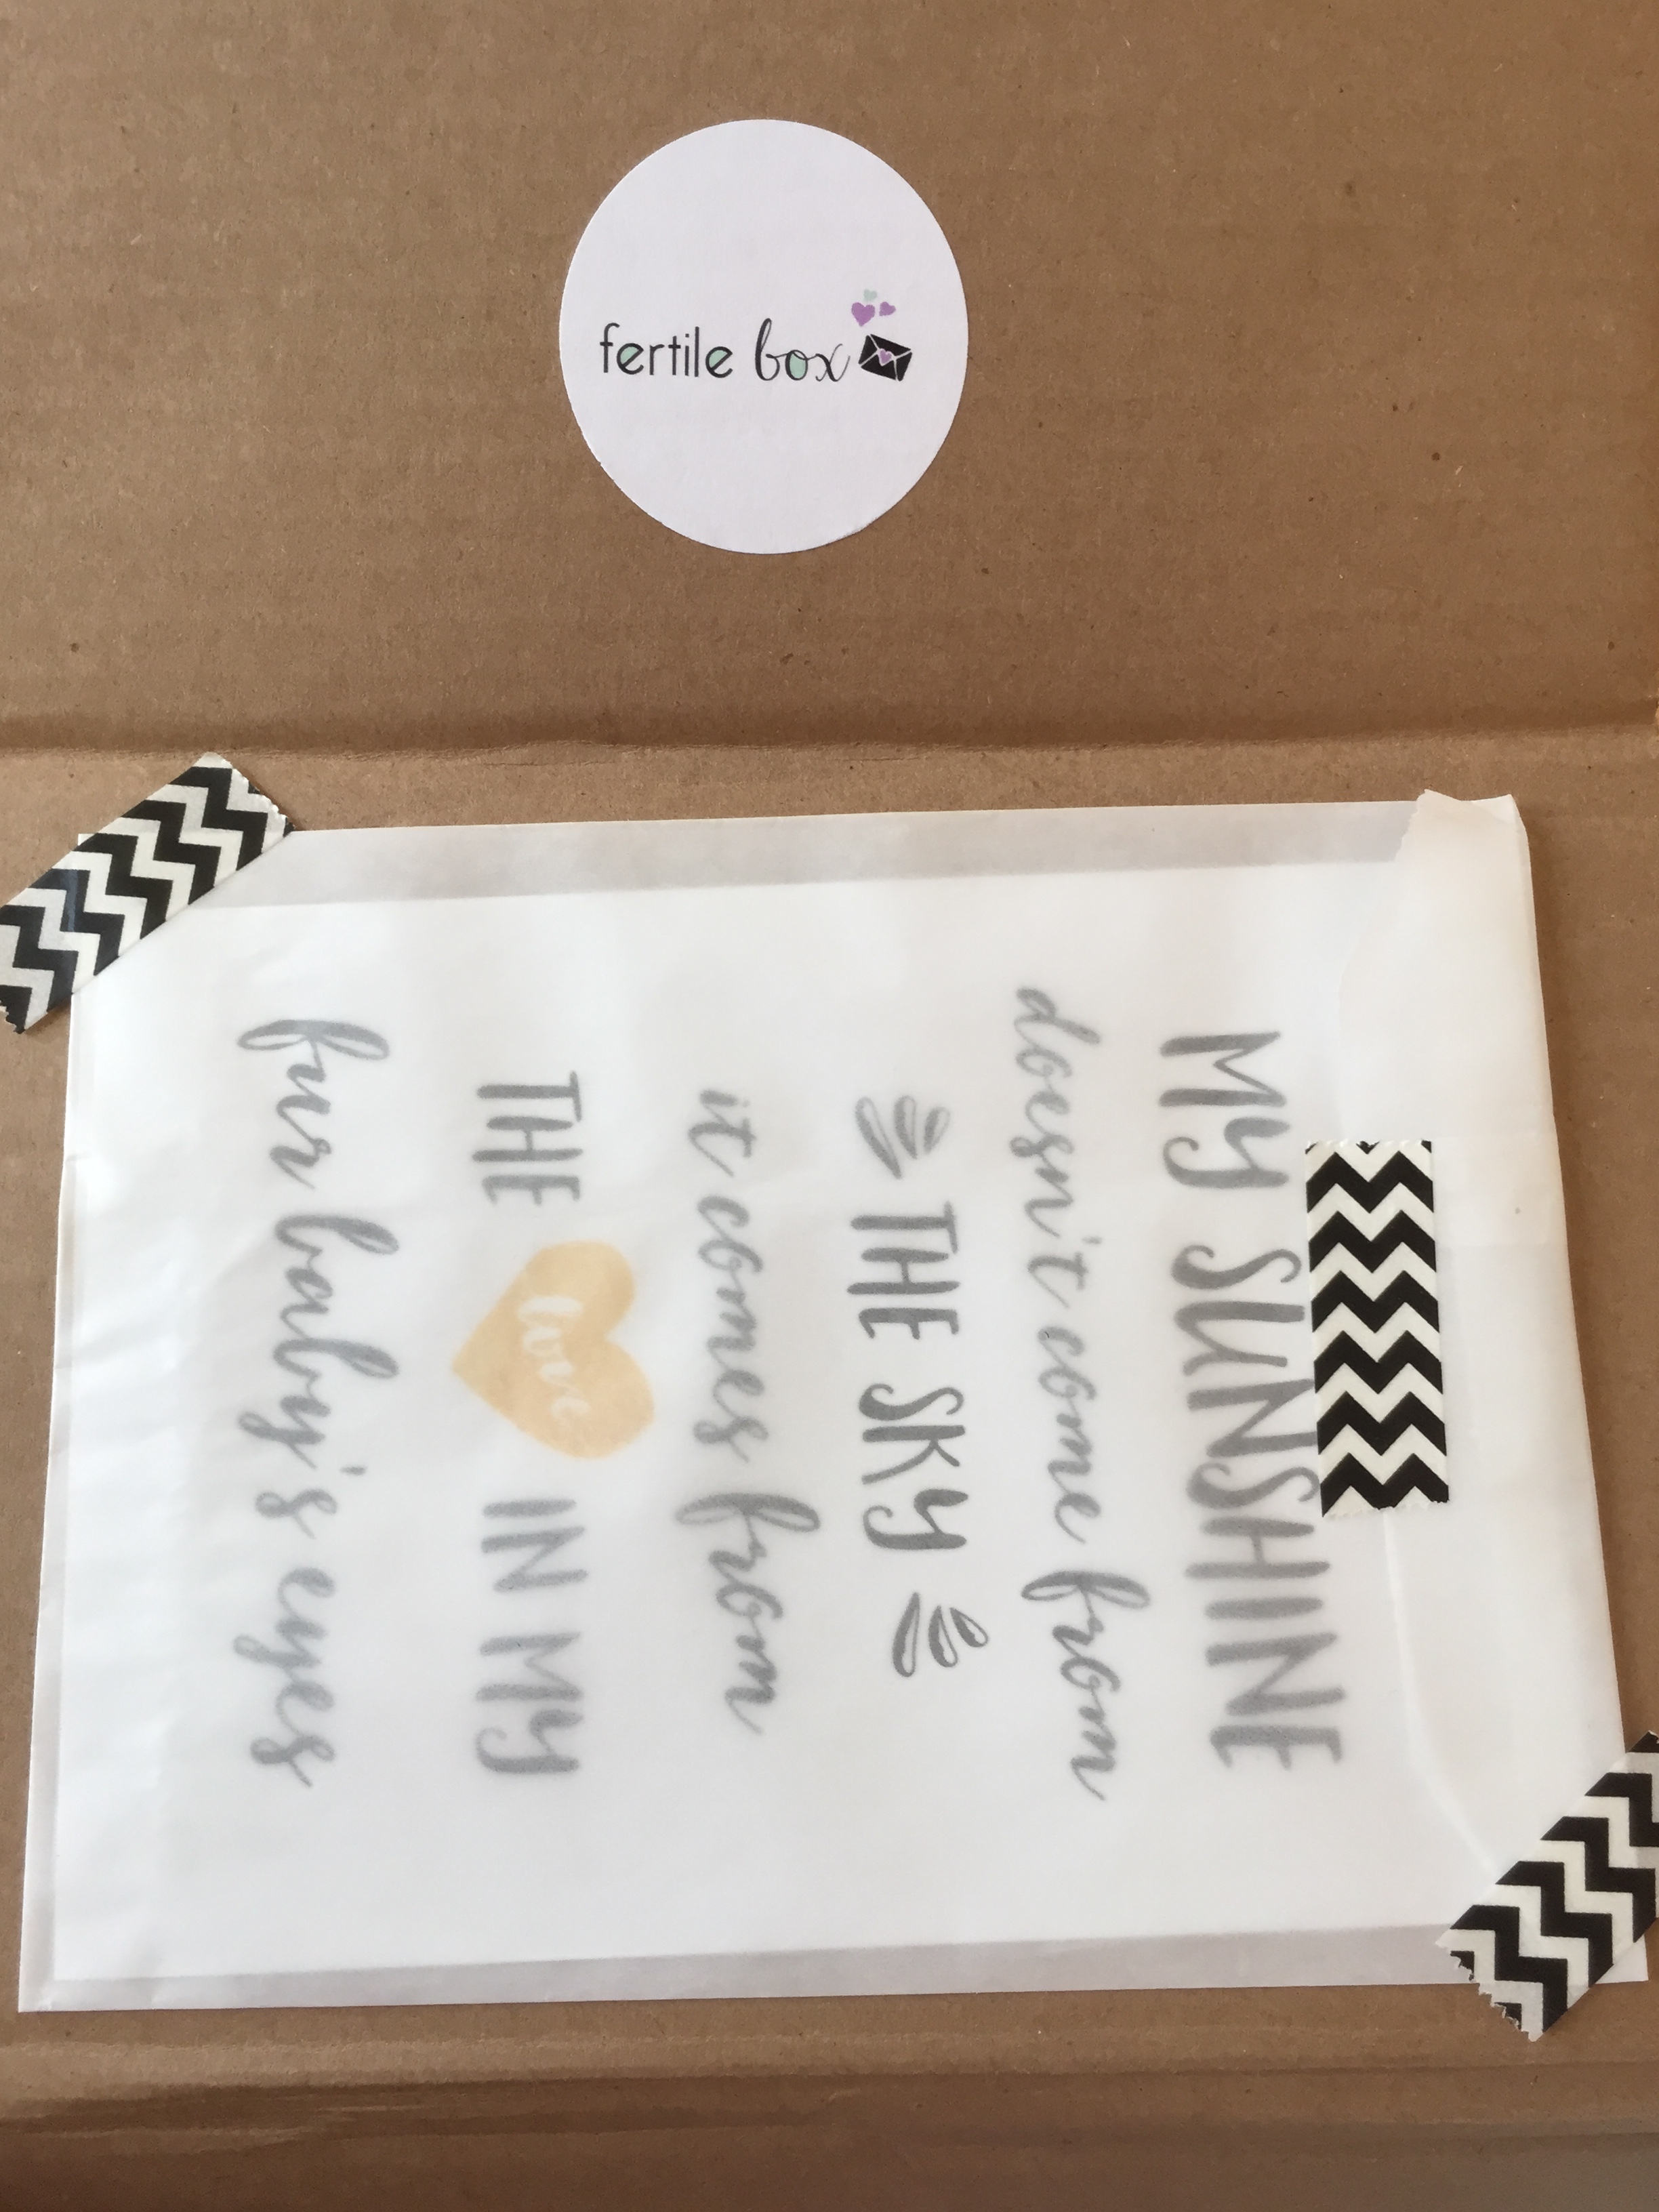 fertile box
MY SUNSHINE
doesn't come from
THE SKY
it comes from
THE love IN MY
fur baby's eyes